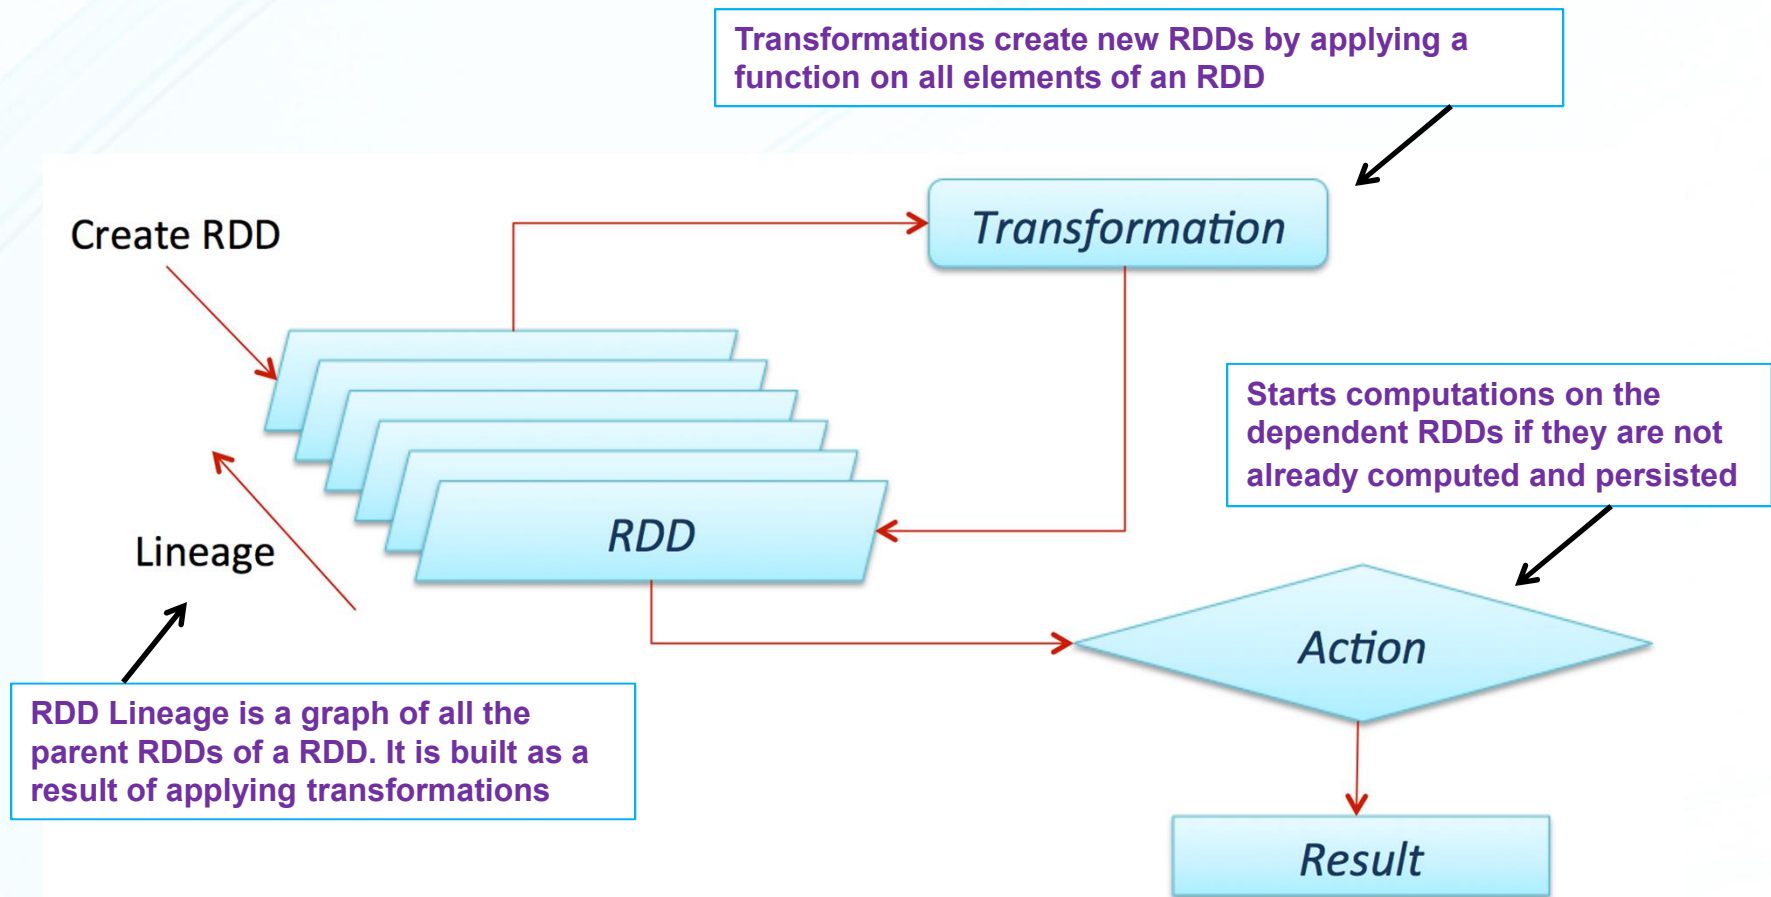 Transformations create new RDDs by applying a
function on all elements of an RDD
Create RDD
Transformation
Starts computations on the
dependent RDDs if they are not
already computed and persisted
RDD
Lineage
Action
RDD Lineage is a graph of all the
parent RDDs of a RDD. It is built as a
result of applying transformations
Result